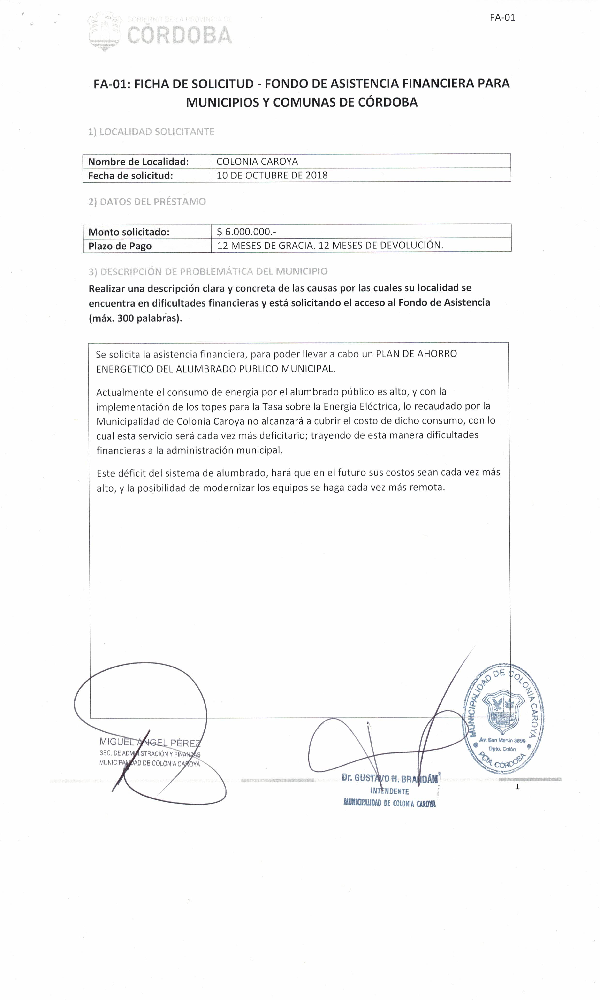 GOBIERNO DE LA PROVINCIA DE
CÓRDOBA
FA-01
FA-01: FICHA DE SOLICITUD - FONDO DE ASISTENCIA FINANCIERA PARA
MUNICIPIOS Y COMUNAS DE CÓRDOBA
1) LOCALIDAD SOLICITANTE
Nombre de Localidad: COLONIA CAROYA
Fecha de solicitud: 10 DE OCTUBRE DE 2018
2) DATOS DEL PRÉSTAMO
Monto solicitado: $ 6.000.000.-
Plazo de Pago 12 MESES DE GRACIA. 12 MESES DE DEVOLUCIÓN.
3) DESCRIPCIÓN DE PROBLEMÁTICA DEL MUNICIPIO
Realizar una descripción clara y concreta de las causas por las cuales su localidad se
encuentra en dificultades financieras y está solicitando el acceso al Fondo de Asistencia
(máx. 300 palabras).
Se solicita la asistencia financiera, para poder llevar a cabo un PLAN DE AHORRO
ENERGETICO DEL ALUMBRADO PUBLICO MUNICIPAL.
Actualmente el consumo de energía por el alumbrado público es alto, y con la
implementación de los topes para la Tasa sobre la Energía Eléctrica, lo recaudado por la
Municipalidad de Colonia Caroya no alcanzará a cubrir el costo de dicho consumo, con lo
cual esta servicio será cada vez más deficitario; trayendo de esta manera dificultades
financieras a la administración municipal.
Este déficit del sistema de alumbrado, hará que en el futuro sus costos sean cada vez más
alto, y la posibilidad de modernizar los equipos se haga cada vez más remota.
MUNICIPALIDAD DE COLONIA CAROYA
Av. San Martín 3899
Dpto. Colón
PCIA. CÓRDOBA
MIGUEL ÁNGEL PÉREZ
SEC. DE ADMINISTRACIÓN Y FINANZAS
MUNICIPALIDAD DE COLONIA CAROYA
Dr. GUSTAVO H. BRANDÁN
INTENDENTE
MUNICIPALIDAD DE COLONIA CAROYA
1